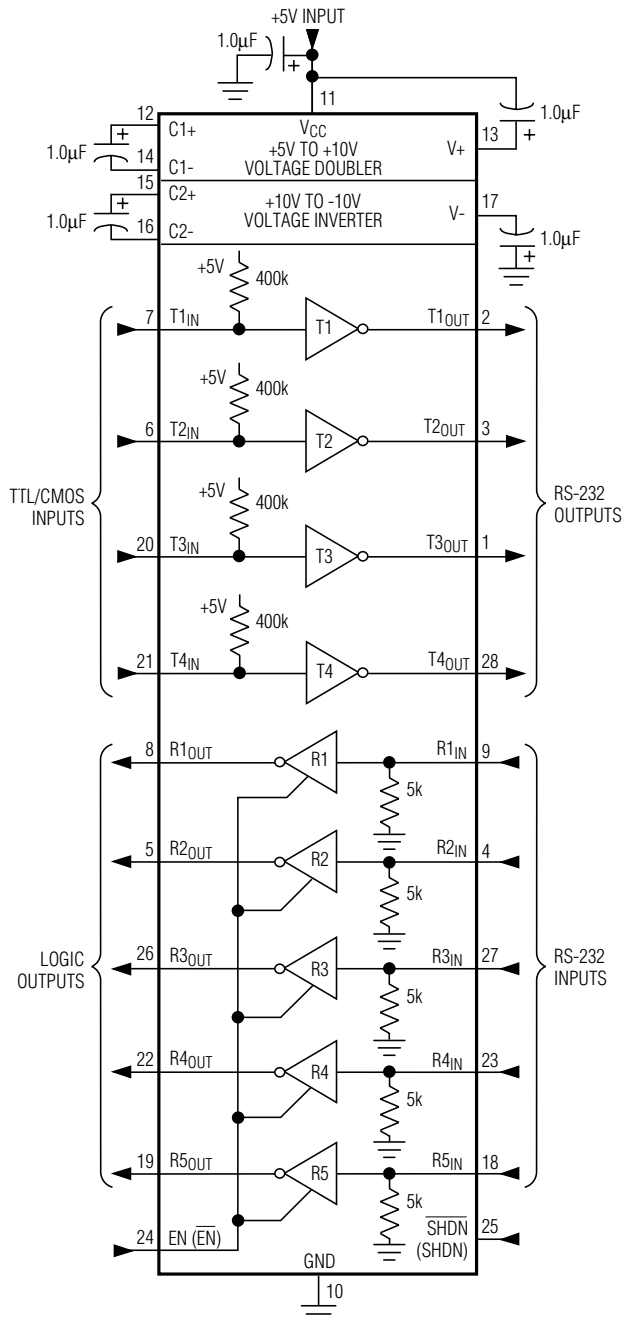 +5V INPUT
1.0µF
+
11
1.0µF
+
12
C1+
VCC
13
V+
+
1.0µF
14
C1-
+5V TO +10V
VOLTAGE DOUBLER
15
C2+
+
1.0µF
16
C2-
+10V TO -10V
VOLTAGE INVERTER
V-
17
1.0µF
+
+5V
400k
7
T1IN
T1
T1OUT
2
+5V
400k
6
T2IN
T2
T2OUT
3
TTL/CMOS
INPUTS
RS-232
OUTPUTS
+5V
400k
20
T3IN
T3
T3OUT
1
+5V
400k
21
T4IN
T4
T4OUT
28
8
R1OUT
R1
R1IN
9
5k
5
R2OUT
R2
R2IN
4
5k
LOGIC
OUTPUTS
26
R3OUT
R3
R3IN
27
RS-232
INPUTS
5k
22
R4OUT
R4
R4IN
23
5k
19
R5OUT
R5
R5IN
18
5k
24
EN (E̅N̅)
S̅H̅D̅N̅
(SHDN)
25
GND
10